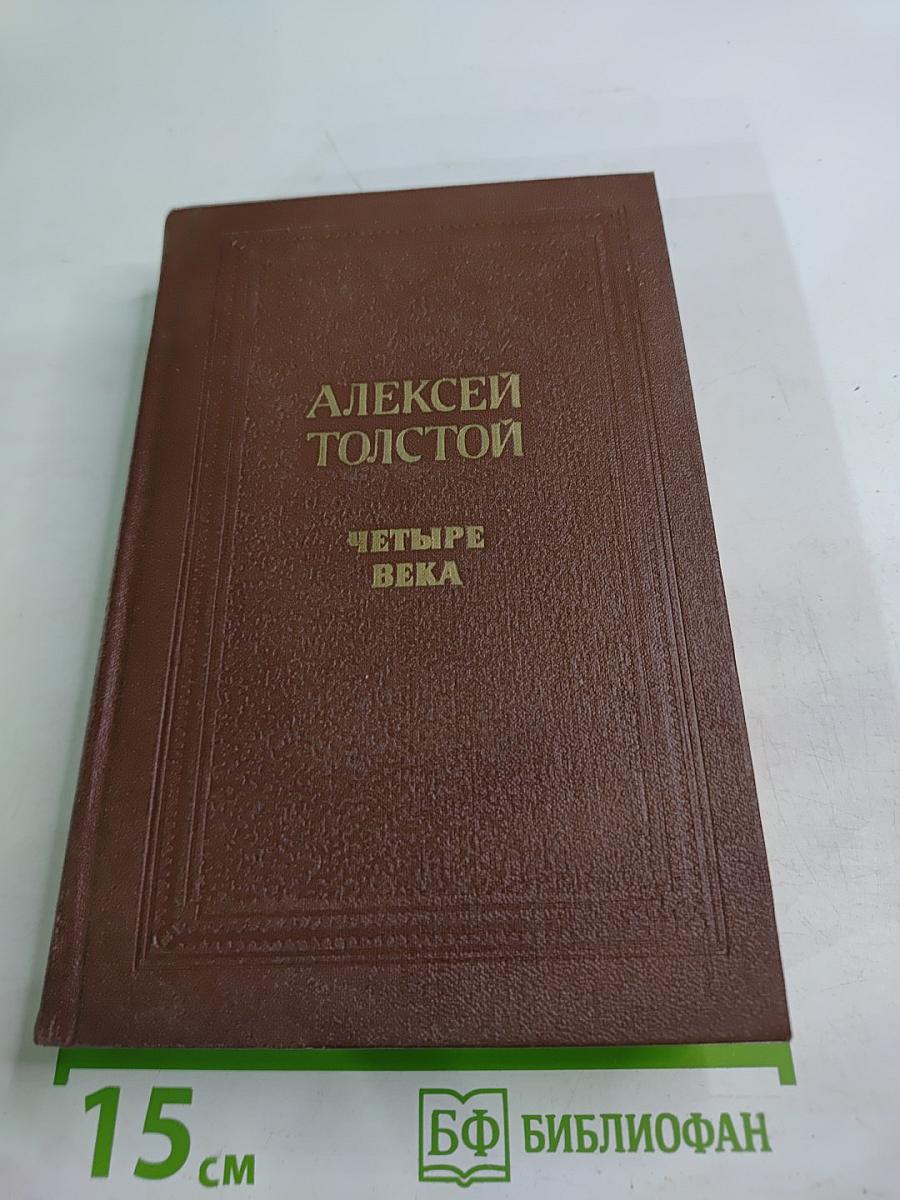 АЛЕКСЕЙ
ТОЛСТОЙ
ЧЕТЫРЕ
ВЕКА
15 см
БФ БИБЛИОФАН